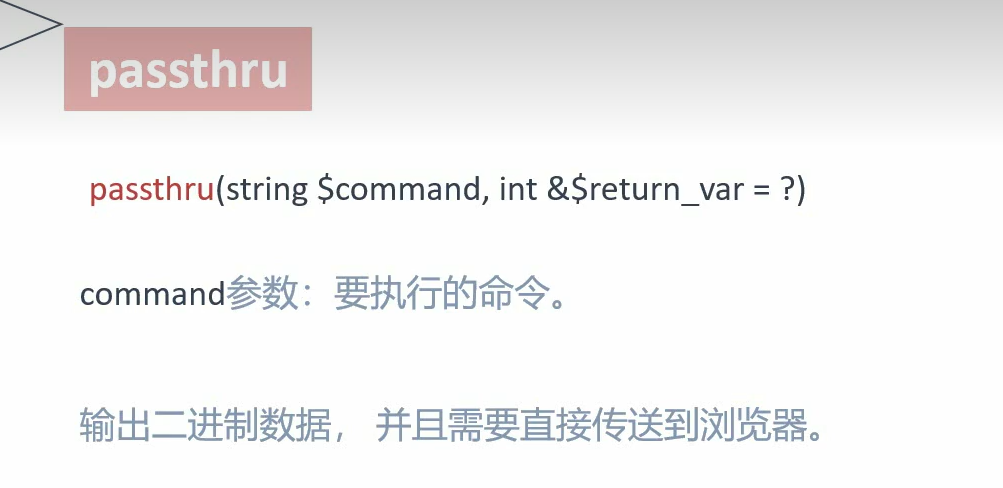 passthru
passthru(string $command, int &$return_var = ?)
command参数：要执行的命令。
输出二进制数据， 并且需要直接传送到浏览器。